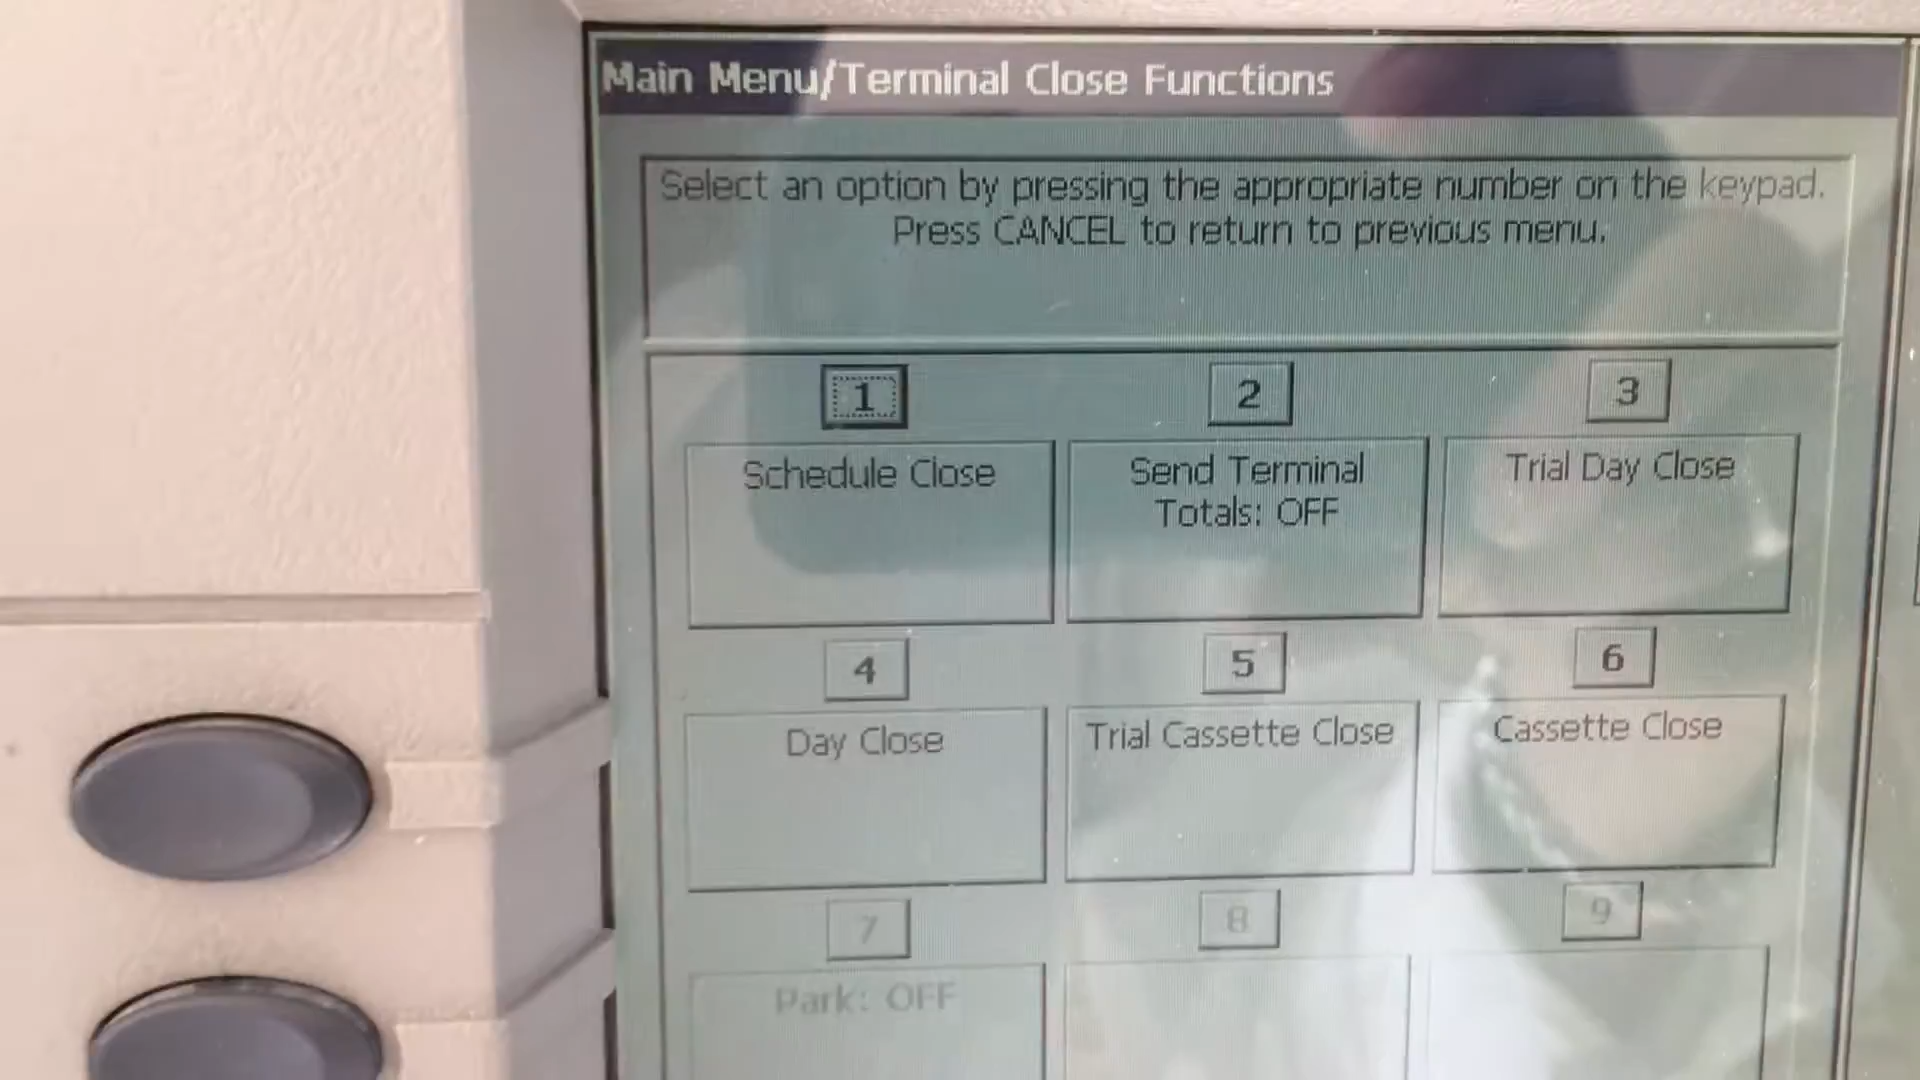 Main Menu/Terminal Close Functions
Select an option by pressing the appropriate number on the keypad.
Press CANCEL to return to previous menu.
1
2
3
Schedule Close
Send Terminal
Totals: OFF
Trial Day Close
4
5
6
Day Close
Trial Cassette Close
Cassette Close
7
8
9
Park: OFF